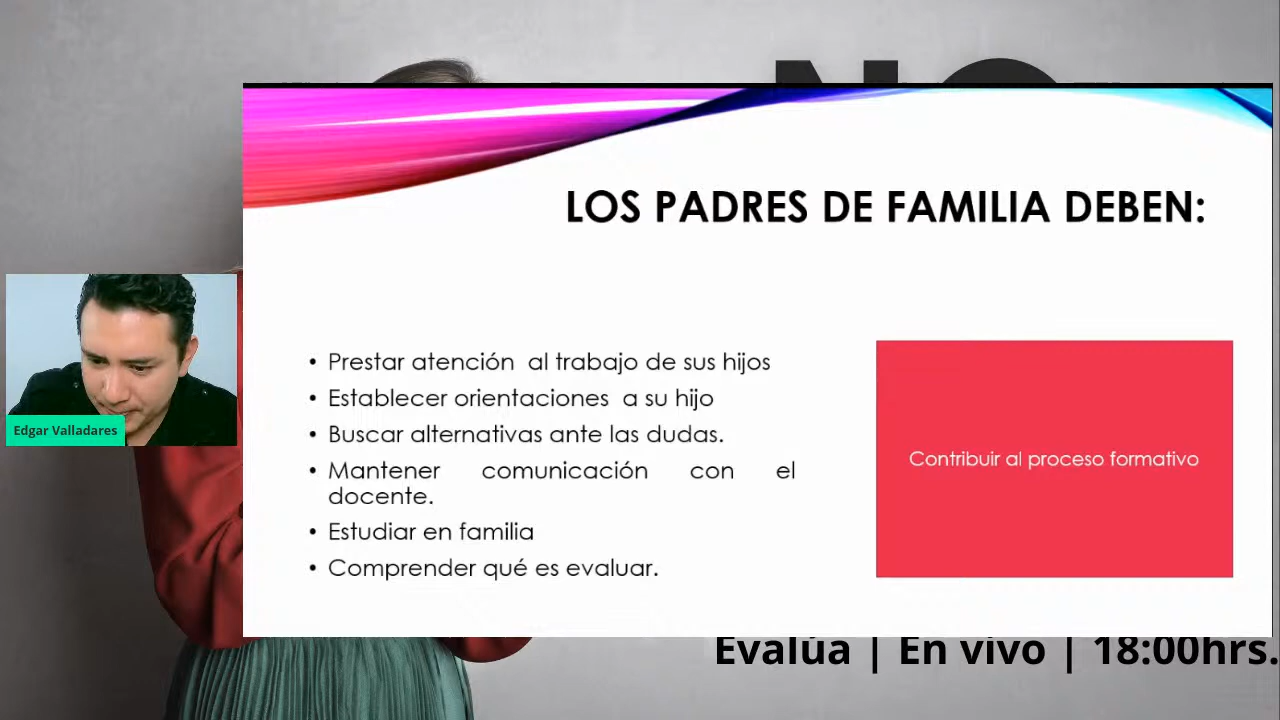 LOS PADRES DE FAMILIA DEBEN:
• Prestar atención al trabajo de sus hijos
• Establecer orientaciones a su hijo
• Buscar alternativas ante las dudas.
• Mantener comunicación con el
docente.
• Estudiar en familia
• Comprender qué es evaluar.
Contribuir al proceso formativo
Edgar Valladares
Evalúa | En vivo | 18:00hrs.